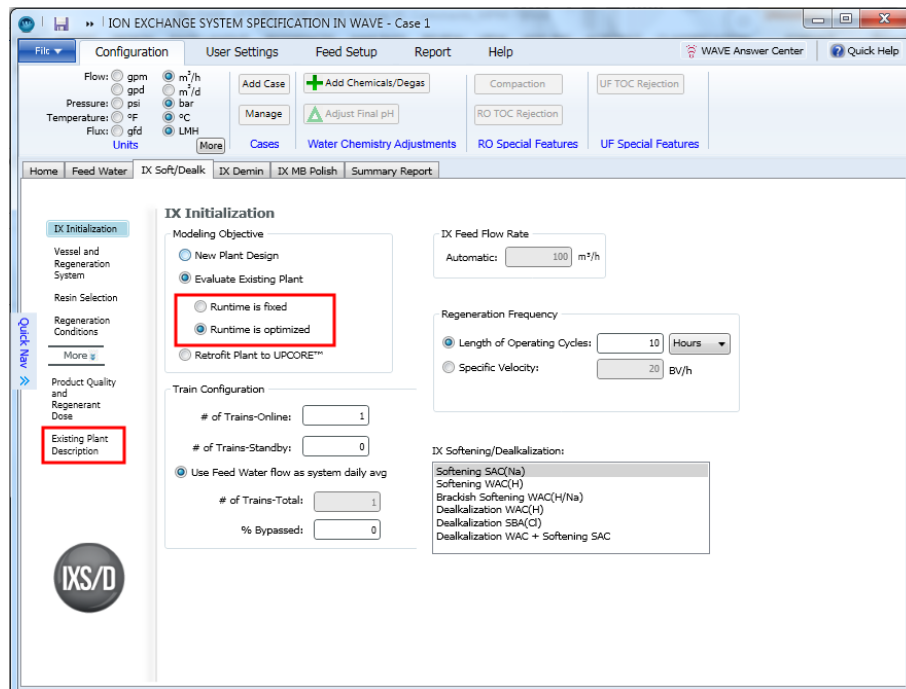 ION EXCHANGE SYSTEM SPECIFICATION IN WAVE - Case 1
File Configuration User Settings Feed Setup Report Help WAVE Answer Center Quick Help
Flow: gpm m³/h
gpd m³/d
Pressure: psi bar
Temperature: ºF ºC
Flux: gfd LMH
Units More
Add Case
Manage
Cases
Add Chemicals/Degas
Adjust Final pH
Water Chemistry Adjustments
Compaction
RO TOC Rejection
RO Special Features
UF TOC Rejection
UF Special Features
Home Feed Water IX Soft/Dealk IX Demin IX MB Polish Summary Report
Quick Nav
IX Initialization
Vessel and
Regeneration
System
Resin Selection
Regeneration
Conditions
More
Product Quality
and
Regenerant
Dose
Existing Plant
Description
IXS/D
IX Initialization
Modeling Objective
New Plant Design
Evaluate Existing Plant
Runtime is fixed
Runtime is optimized
Retrofit Plant to UPCORE™
Train Configuration
# of Trains-Online: 1
# of Trains-Standby: 0
Use Feed Water flow as system daily avg
# of Trains-Total: 1
% Bypassed: 0
IX Feed Flow Rate
Automatic: 100 m³/h
Regeneration Frequency
Length of Operating Cycles: 10 Hours
Specific Velocity: 20 BV/h
IX Softening/Dealkalization:
Softening SAC(Na)
Softening WAC(H)
Brackish Softening WAC(H/Na)
Dealkalization WAC(H)
Dealkalization SBA(Cl)
Dealkalization WAC + Softening SAC